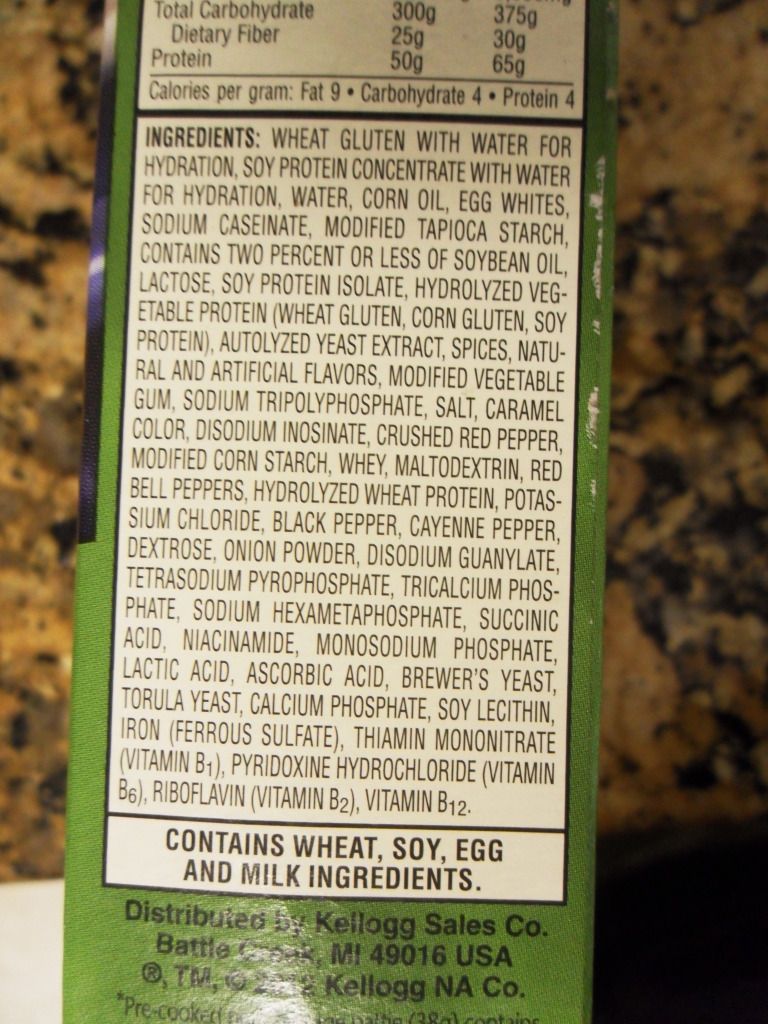 Total Carbohydrate 300g 375g
Dietary Fiber 25g 30g
Protein 50g 65g
Calories per gram: Fat 9 • Carbohydrate 4 • Protein 4
INGREDIENTS: WHEAT GLUTEN WITH WATER FOR
HYDRATION, SOY PROTEIN CONCENTRATE WITH WATER
FOR HYDRATION, WATER, CORN OIL, EGG WHITES,
SODIUM CASEINATE, MODIFIED TAPIOCA STARCH,
CONTAINS TWO PERCENT OR LESS OF SOYBEAN OIL,
LACTOSE, SOY PROTEIN ISOLATE, HYDROLYZED VEG-
ETABLE PROTEIN (WHEAT GLUTEN, CORN GLUTEN, SOY
PROTEIN), AUTOLYZED YEAST EXTRACT, SPICES, NATU-
RAL AND ARTIFICIAL FLAVORS, MODIFIED VEGETABLE
GUM, SODIUM TRIPOLYPHOSPHATE, SALT, CARAMEL
COLOR, DISODIUM INOSINATE, CRUSHED RED PEPPER,
MODIFIED CORN STARCH, WHEY, MALTODEXTRIN, RED
BELL PEPPERS, HYDROLYZED WHEAT PROTEIN, POTAS-
SIUM CHLORIDE, BLACK PEPPER, CAYENNE PEPPER,
DEXTROSE, ONION POWDER, DISODIUM GUANYLATE,
TETRASODIUM PYROPHOSPHATE, TRICALCIUM PHOS-
PHATE, SODIUM HEXAMETAPHOSPHATE, SUCCINIC
ACID, NIACINAMIDE, MONOSODIUM PHOSPHATE,
LACTIC ACID, ASCORBIC ACID, BREWER'S YEAST,
TORULA YEAST, CALCIUM PHOSPHATE, SOY LECITHIN,
IRON (FERROUS SULFATE), THIAMIN MONONITRATE
(VITAMIN B1), PYRIDOXINE HYDROCHLORIDE (VITAMIN
B6), RIBOFLAVIN (VITAMIN B2), VITAMIN B12.
CONTAINS WHEAT, SOY, EGG
AND MILK INGREDIENTS.
Distributed by Kellogg Sales Co.
Battle Creek, MI 49016 USA
®, TM, © Kellogg NA Co.
*Pre-cooked (38g) contains